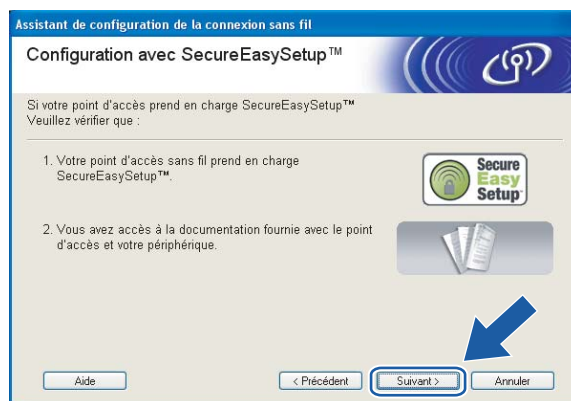 Assistant de configuration de la connexion sans fil
Configuration avec SecureEasySetup™
Si votre point d'accès prend en charge SecureEasySetup™
Veuillez vérifier que :
1. Votre point d'accès sans fil prend en charge
SecureEasySetup™.
Secure
Easy
Setup
2. Vous avez accès à la documentation fournie avec le point
d'accès et votre périphérique.
Aide
< Précédent
Suivant >
Annuler